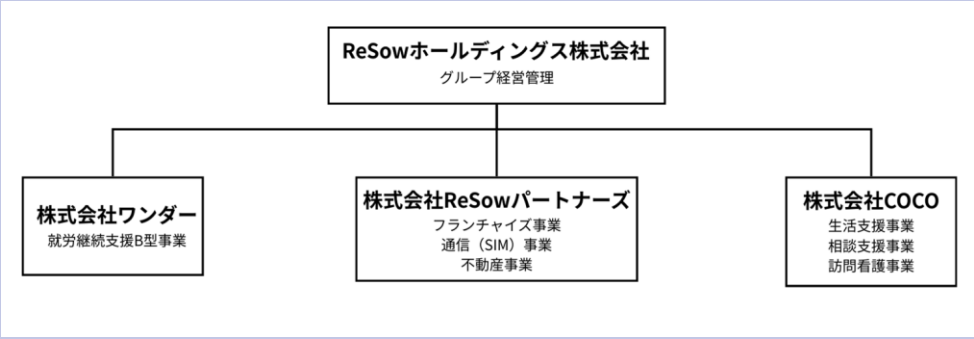 ReSowホールディングス株式会社
グループ経営管理
株式会社ワンダー
就労継続支援B型事業
株式会社ReSowパートナーズ
フランチャイズ事業
通信（SIM）事業
不動産事業
株式会社COCO
生活支援事業
相談支援事業
訪問看護事業